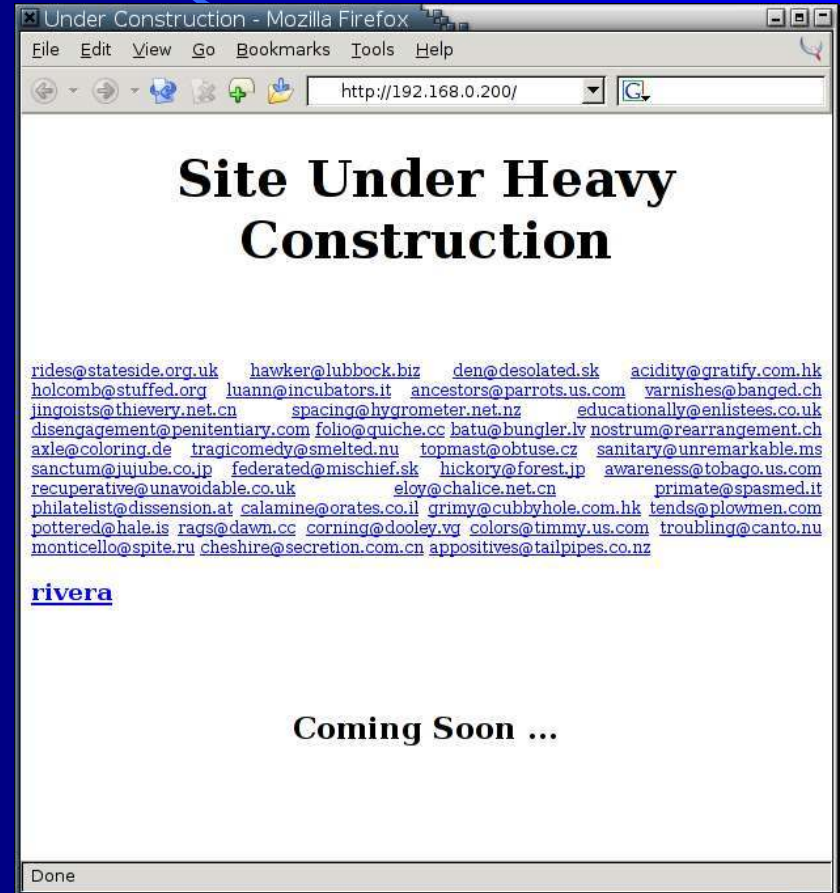 Under Construction - Mozilla Firefox
File Edit View Go Bookmarks Tools Help
http://192.168.0.200/ G
Site Under Heavy
Construction
rides@stateside.org.uk hawker@lubbock.biz den@desolated.sk acidity@gratify.com.hk
holcomb@stuffed.org luann@incubators.it ancestors@parrots.us.com varnishes@banged.ch
jingoists@thievery.net.cn spacing@hygrometer.net.nz educationally@enlistees.co.uk
disengagement@penitentiary.com folio@quiche.cc batu@bungler.lv nostrum@rearrangement.ch
axle@coloring.de tragicomedy@smelted.nu topmast@obtuse.cz sanitary@unremarkable.ms
sanctum@jujube.co.jp federated@mischief.sk hickory@forest.jp awareness@tobago.us.com
recuperative@unavoidable.co.uk eloy@chalice.net.cn primate@spasmed.it
philatelist@dissension.at calamine@orates.co.il grimy@cubbyhole.com.hk tends@plowmen.com
pottered@hale.is rags@dawn.cc corning@dooley.vg colors@timmy.us.com troubling@canto.nu
monticello@spite.ru cheshire@secretion.com.cn appositives@tailpipes.co.nz
rivera
Coming Soon ...
Done